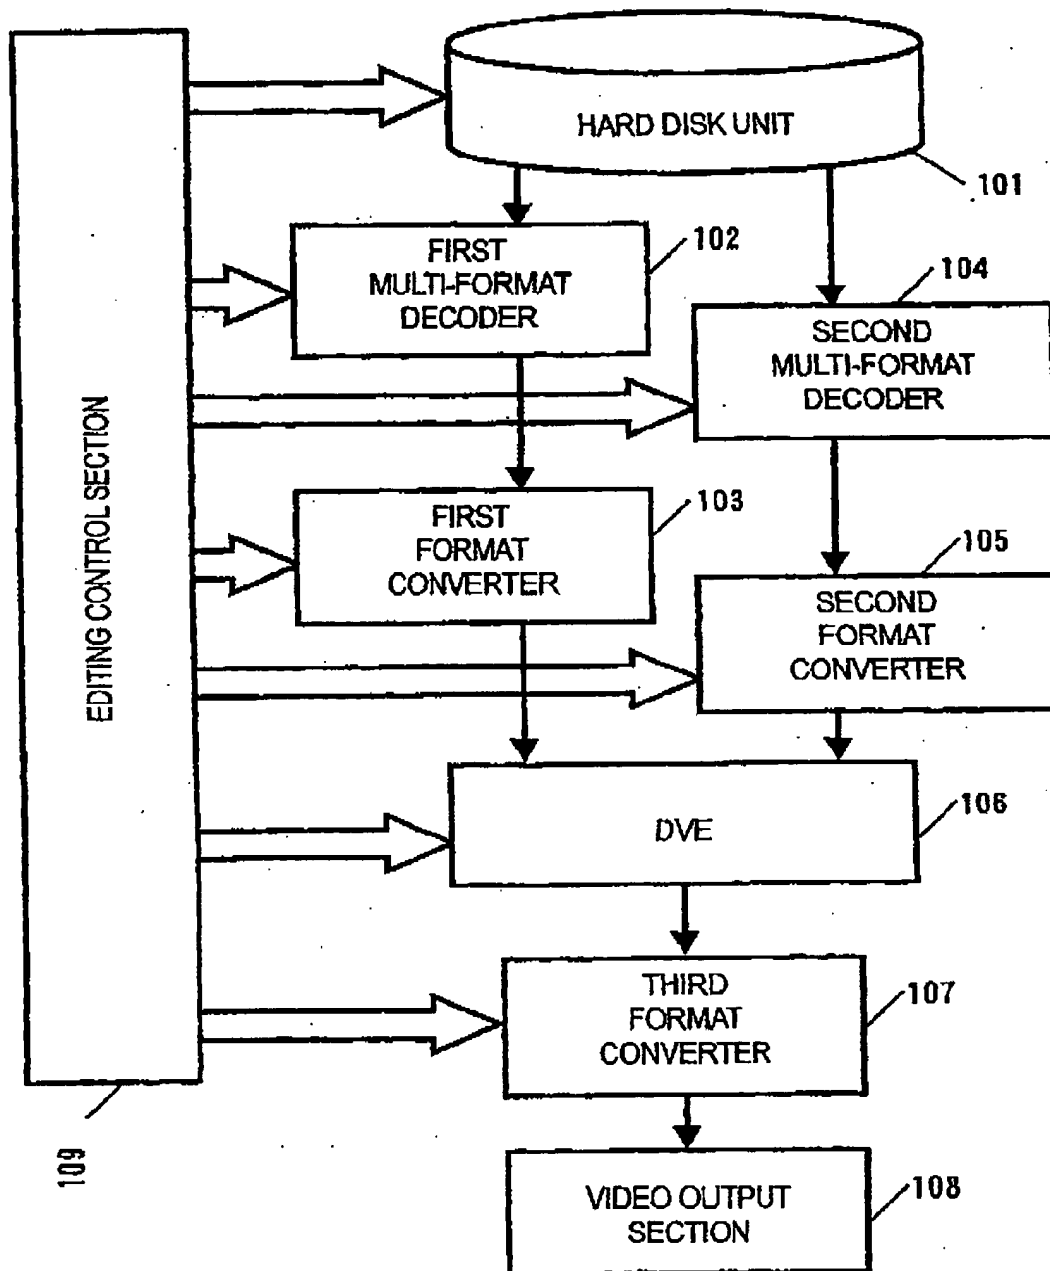 HARD DISK UNIT
101
FIRST
MULTI-FORMAT
DECODER
102
104
SECOND
MULTI-FORMAT
DECODER
EDITING CONTROL SECTION
FIRST
FORMAT
CONVERTER
103
105
SECOND
FORMAT
CONVERTER
DVE
106
THIRD
FORMAT
CONVERTER
107
109
VIDEO OUTPUT
SECTION
108